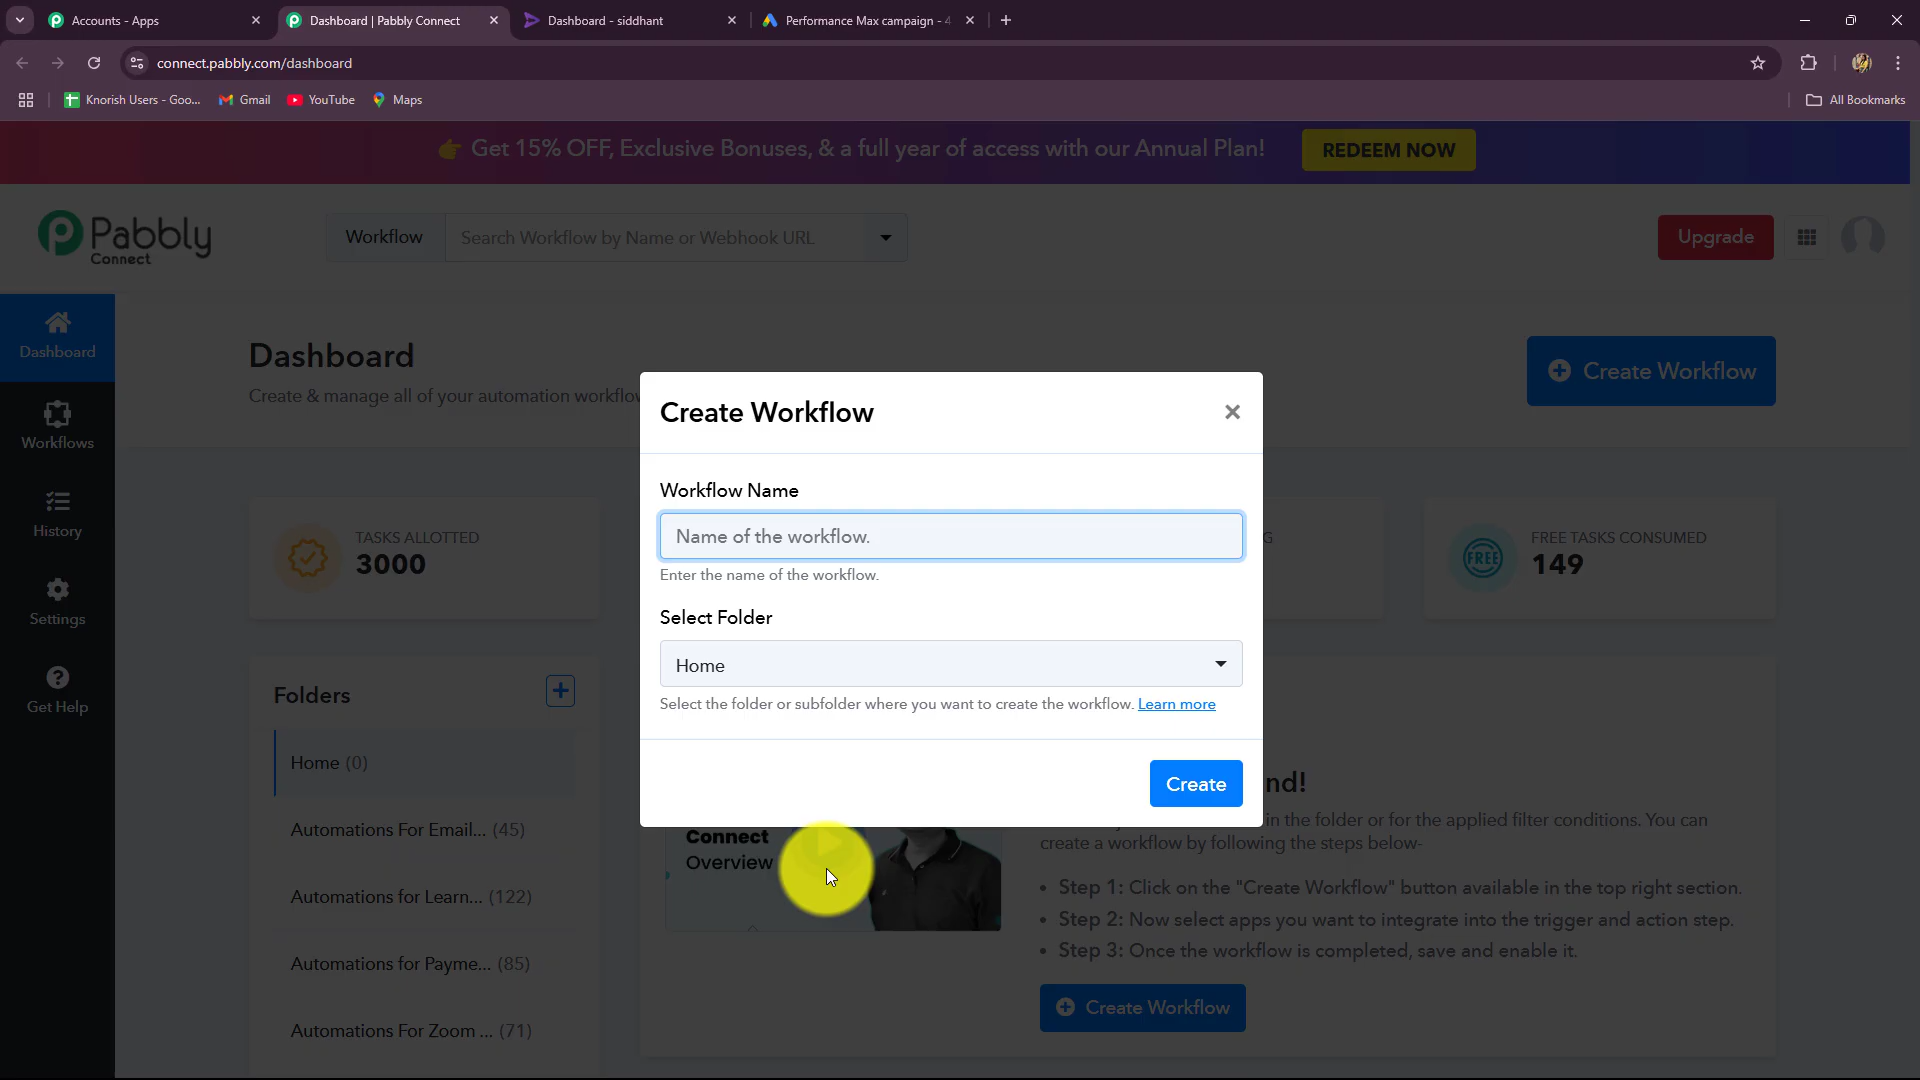 Accounts - Apps
Dashboard | Pabbly Connect
Dashboard - siddhant
Performance Max campaign - 4
connect.pabbly.com/dashboard
Knorish Users - Goo...
Gmail
YouTube
Maps
All Bookmarks
Get 15% OFF, Exclusive Bonuses, & a full year of access with our Annual Plan!
REDEEM NOW
Pabbly
Connect
Workflow
Search Workflow by Name or Webhook URL
Upgrade
Dashboard
Workflows
History
Settings
Get Help
Dashboard
Create & manage all of your automation workflow
Create Workflow
TASKS ALLOTTED
3000
G
FREE
FREE TASKS CONSUMED
149
Folders
Home (0)
Automations For Email... (45)
Automations for Learn... (122)
Automations for Payme... (85)
Automations For Zoom ... (71)
Create Workflow
Workflow Name
Name of the workflow.
Enter the name of the workflow.
Select Folder
Home
Select the folder or subfolder where you want to create the workflow. Learn more
Create
Connect
Overview
nd!
in the folder or for the applied filter conditions. You can
create a workflow by following the steps below-
• Step 1: Click on the "Create Workflow" button available in the top right section.
• Step 2: Now select apps you want to integrate into the trigger and action step.
• Step 3: Once the workflow is completed, save and enable it.
Create Workflow